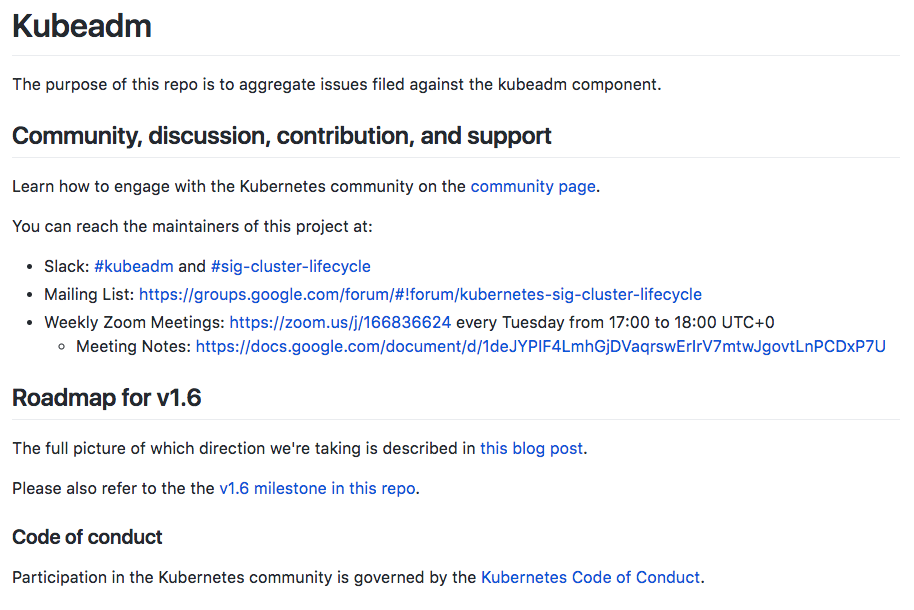 Kubeadm
The purpose of this repo is to aggregate issues filed against the kubeadm component.
Community, discussion, contribution, and support
Learn how to engage with the Kubernetes community on the community page.
You can reach the maintainers of this project at:
• Slack: #kubeadm and #sig-cluster-lifecycle
• Mailing List: https://groups.google.com/forum/#!forum/kubernetes-sig-cluster-lifecycle
• Weekly Zoom Meetings: https://zoom.us/j/166836624 every Tuesday from 17:00 to 18:00 UTC+0
◦ Meeting Notes: https://docs.google.com/document/d/1deJYPIF4LmhGjDVaqrswErIrV7mtwJgovtLnPCDxP7U
Roadmap for v1.6
The full picture of which direction we're taking is described in this blog post.
Please also refer to the the v1.6 milestone in this repo.
Code of conduct
Participation in the Kubernetes community is governed by the Kubernetes Code of Conduct.